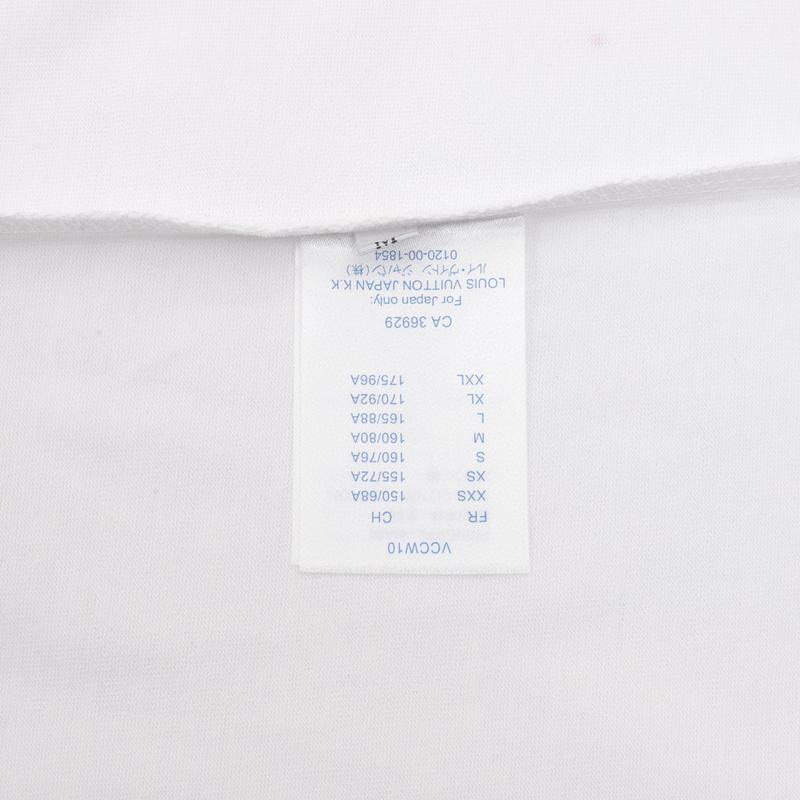 VCCW10
FR CH
XXS 150/68A
XS 155/72A
S 160/76A
M 160/80A
L 165/88A
XL 170/92A
XXL 175/96A
CA 36929
For Japan only:
LOUIS VUITTON JAPAN K.K
ルイ・ヴィトン ジャパン(株)
0120-00-1854